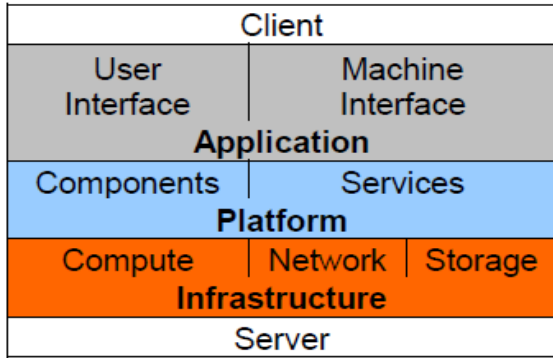 Client
User Interface Machine Interface
Application
Components Services
Platform
Compute Network Storage
Infrastructure
Server